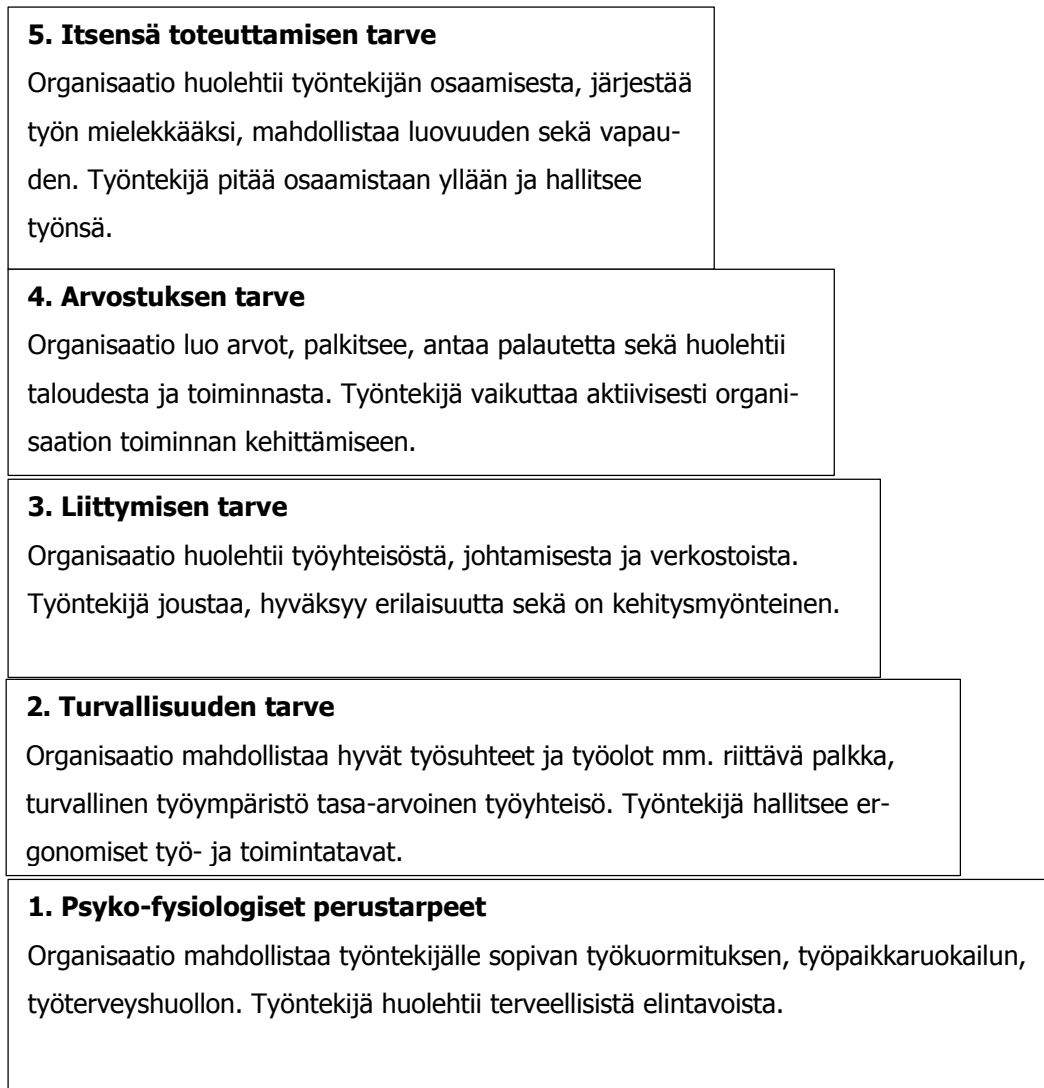 5. Itsensä toteuttamisen tarve
Organisaatio huolehtii työntekijän osaamisesta, järjestää
työn mielekkääksi, mahdollistaa luovuuden sekä vapau-
den. Työntekijä pitää osaamistaan yllään ja hallitsee
työnsä.
4. Arvostuksen tarve
Organisaatio luo arvot, palkitsee, antaa palautetta sekä huolehtii
taloudesta ja toiminnasta. Työntekijä vaikuttaa aktiivisesti organi-
saation toiminnan kehittämiseen.
3. Liittymisen tarve
Organisaatio huolehtii työyhteisöstä, johtamisesta ja verkostoista.
Työntekijä joustaa, hyväksyy erilaisuutta sekä on kehitysmyönteinen.
2. Turvallisuuden tarve
Organisaatio mahdollistaa hyvät työsuhteet ja työolot mm. riittävä palkka,
turvallinen työympäristö tasa-arvoinen työyhteisö. Työntekijä hallitsee er-
gonomiset työ- ja toimintatavat.
1. Psyko-fysiologiset perustarpeet
Organisaatio mahdollistaa työntekijälle sopivan työkuormituksen, työpaikkaruokailun,
työterveyshuollon. Työntekijä huolehtii terveellisistä elintavoista.